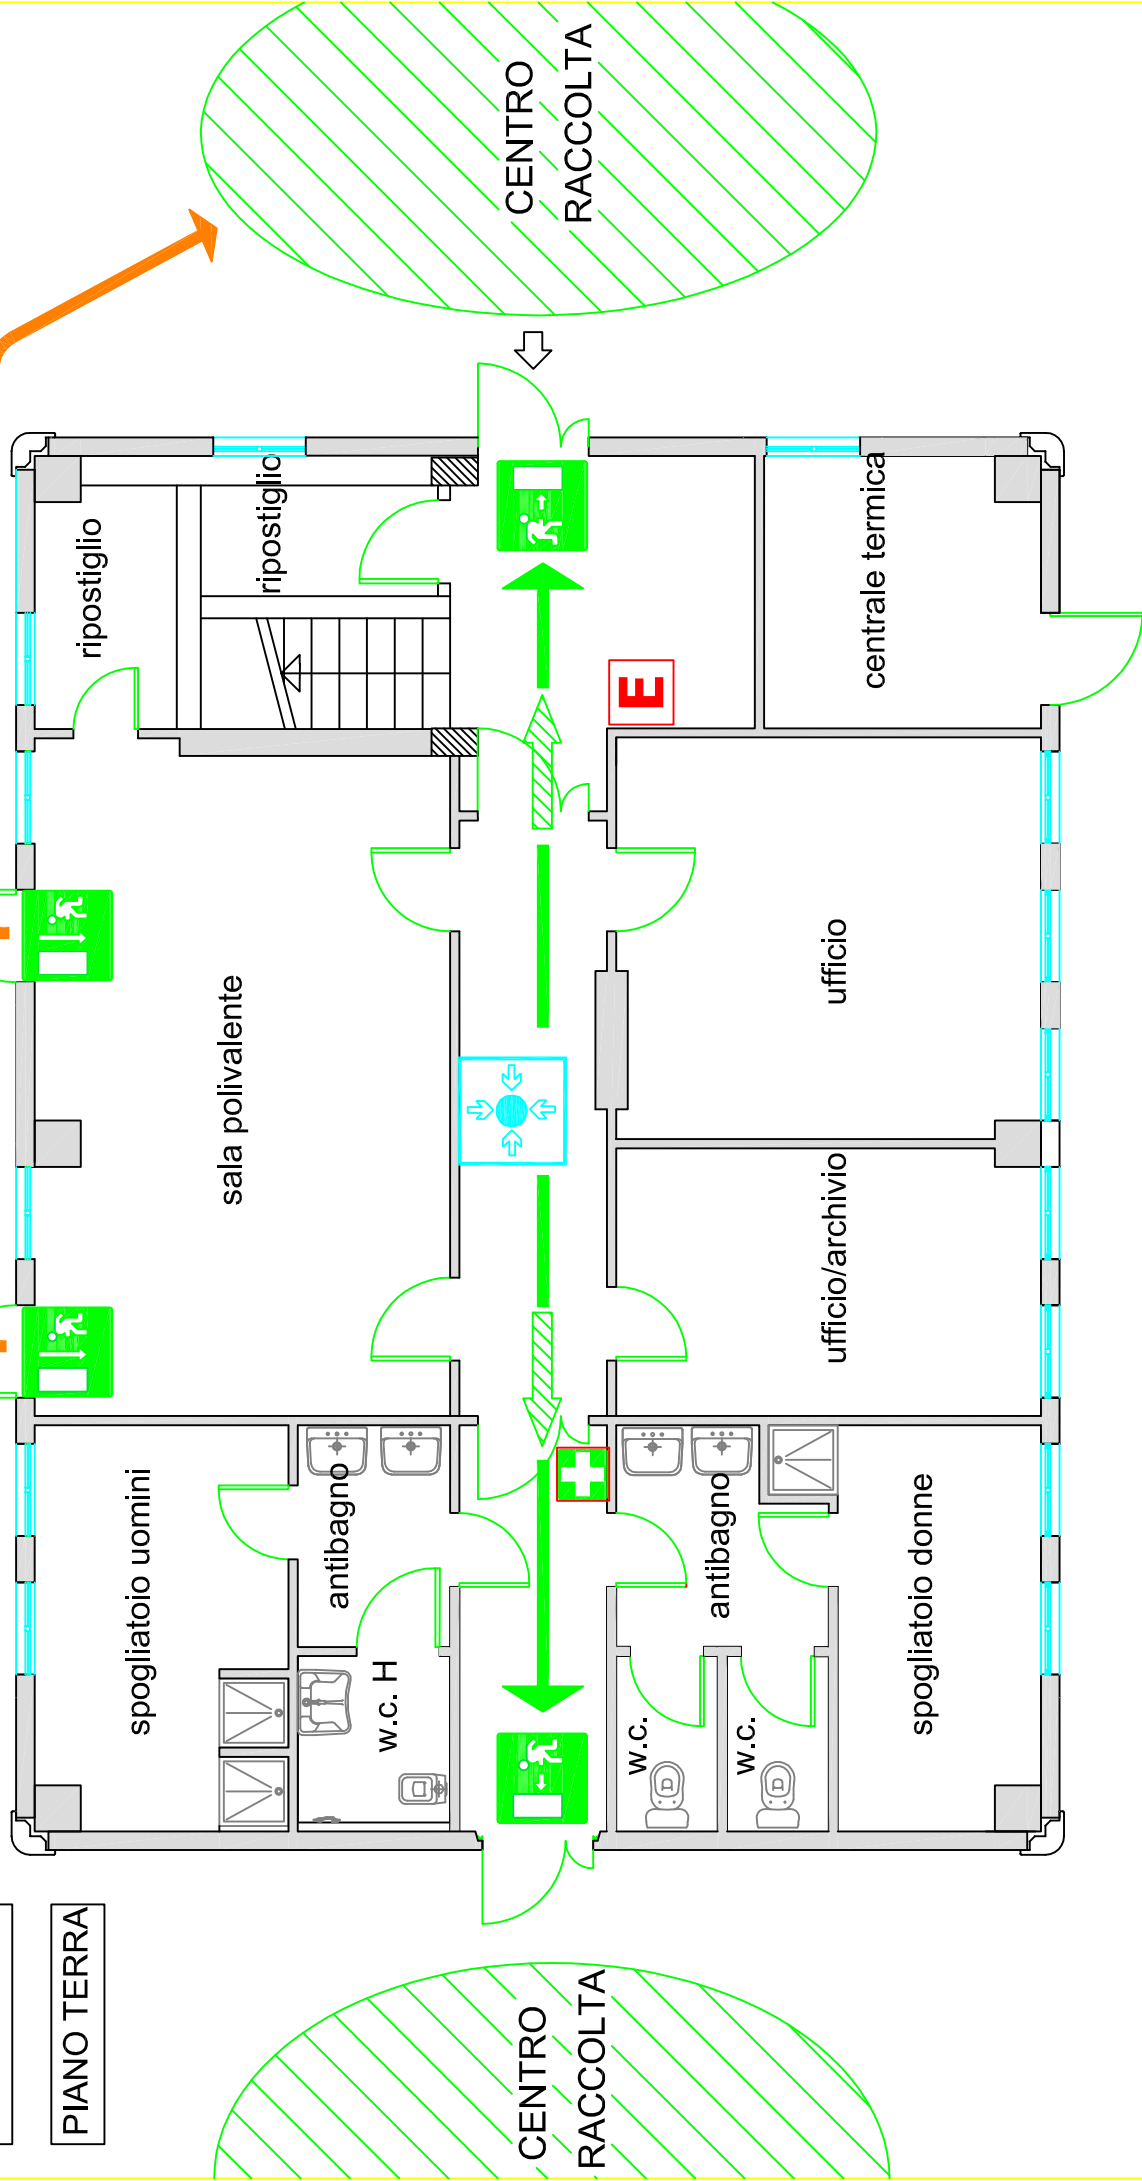 CENTRO
RACCOLTA
ripostiglio
ripostiglio
centrale termica
E
sala polivalente
ufficio
ufficio/archivio
spogliatoio uomini
antibagno
w.c. H
antibagno
w.c.
w.c.
spogliatoio donne
PIANO TERRA
CENTRO
RACCOLTA